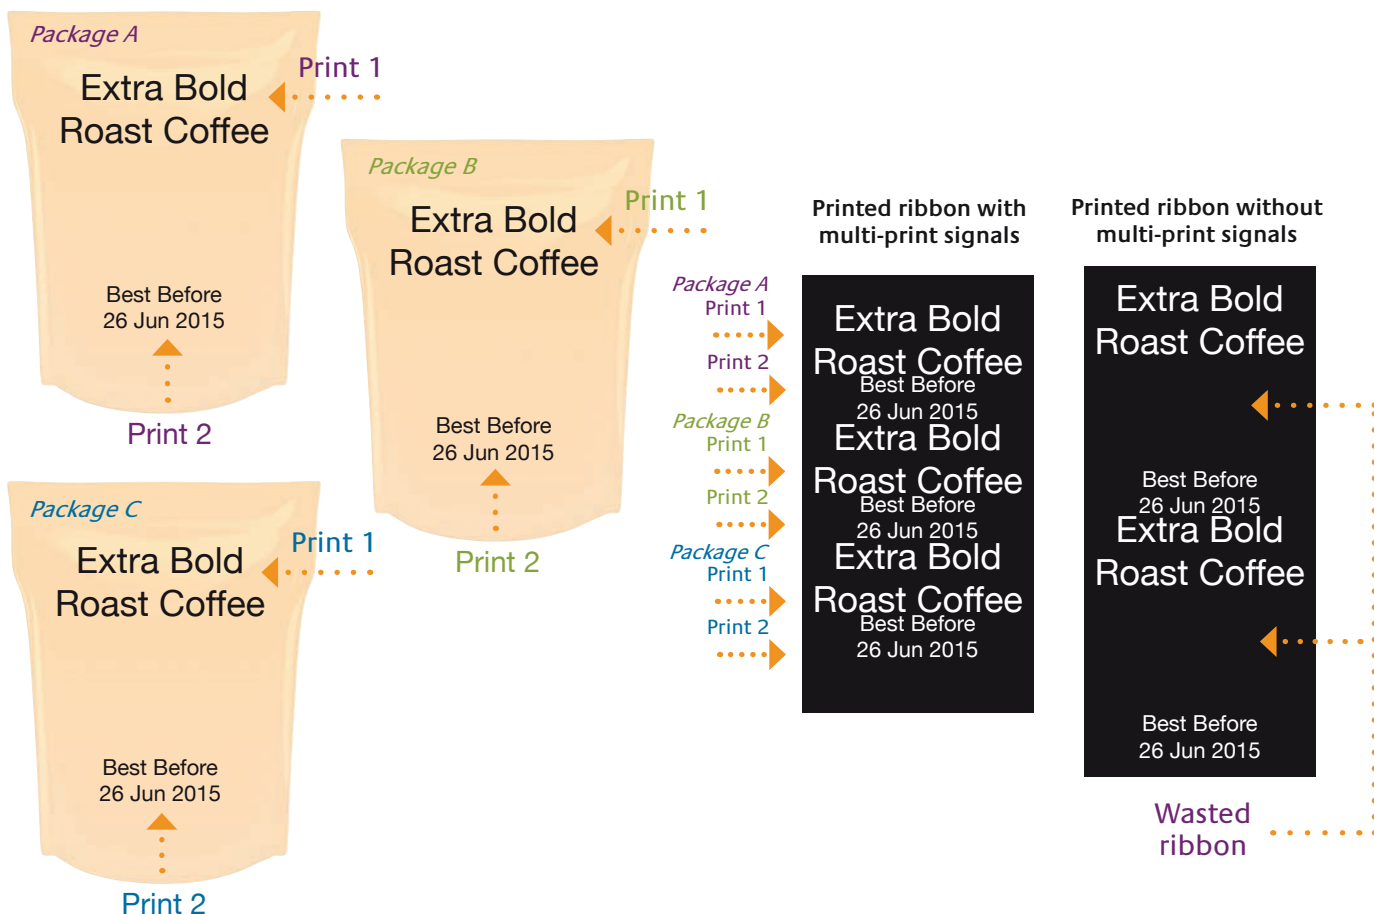 Package A
Extra Bold
Roast Coffee
Print 1
Best Before
26 Jun 2015
Print 2
Package B
Extra Bold
Roast Coffee
Print 1
Best Before
26 Jun 2015
Print 2
Package C
Extra Bold
Roast Coffee
Print 1
Best Before
26 Jun 2015
Print 2
Printed ribbon with
multi-print signals
Package A
Print 1
Print 2
Package B
Print 1
Print 2
Package C
Print 1
Print 2
Extra Bold
Roast Coffee
Best Before
26 Jun 2015
Extra Bold
Roast Coffee
Best Before
26 Jun 2015
Extra Bold
Roast Coffee
Best Before
26 Jun 2015
Printed ribbon without
multi-print signals
Extra Bold
Roast Coffee
Best Before
26 Jun 2015
Extra Bold
Roast Coffee
Best Before
26 Jun 2015
Wasted
ribbon